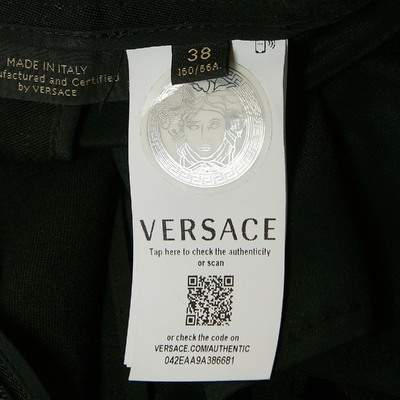 MADE IN ITALY
ufactured and Certified
by VERSACE
38
160/66A.
VERSACE
Tap here to check the authenticity
or scan
or check the code on
VERSACE.COM/AUTHENTIC
042EAA9A386681